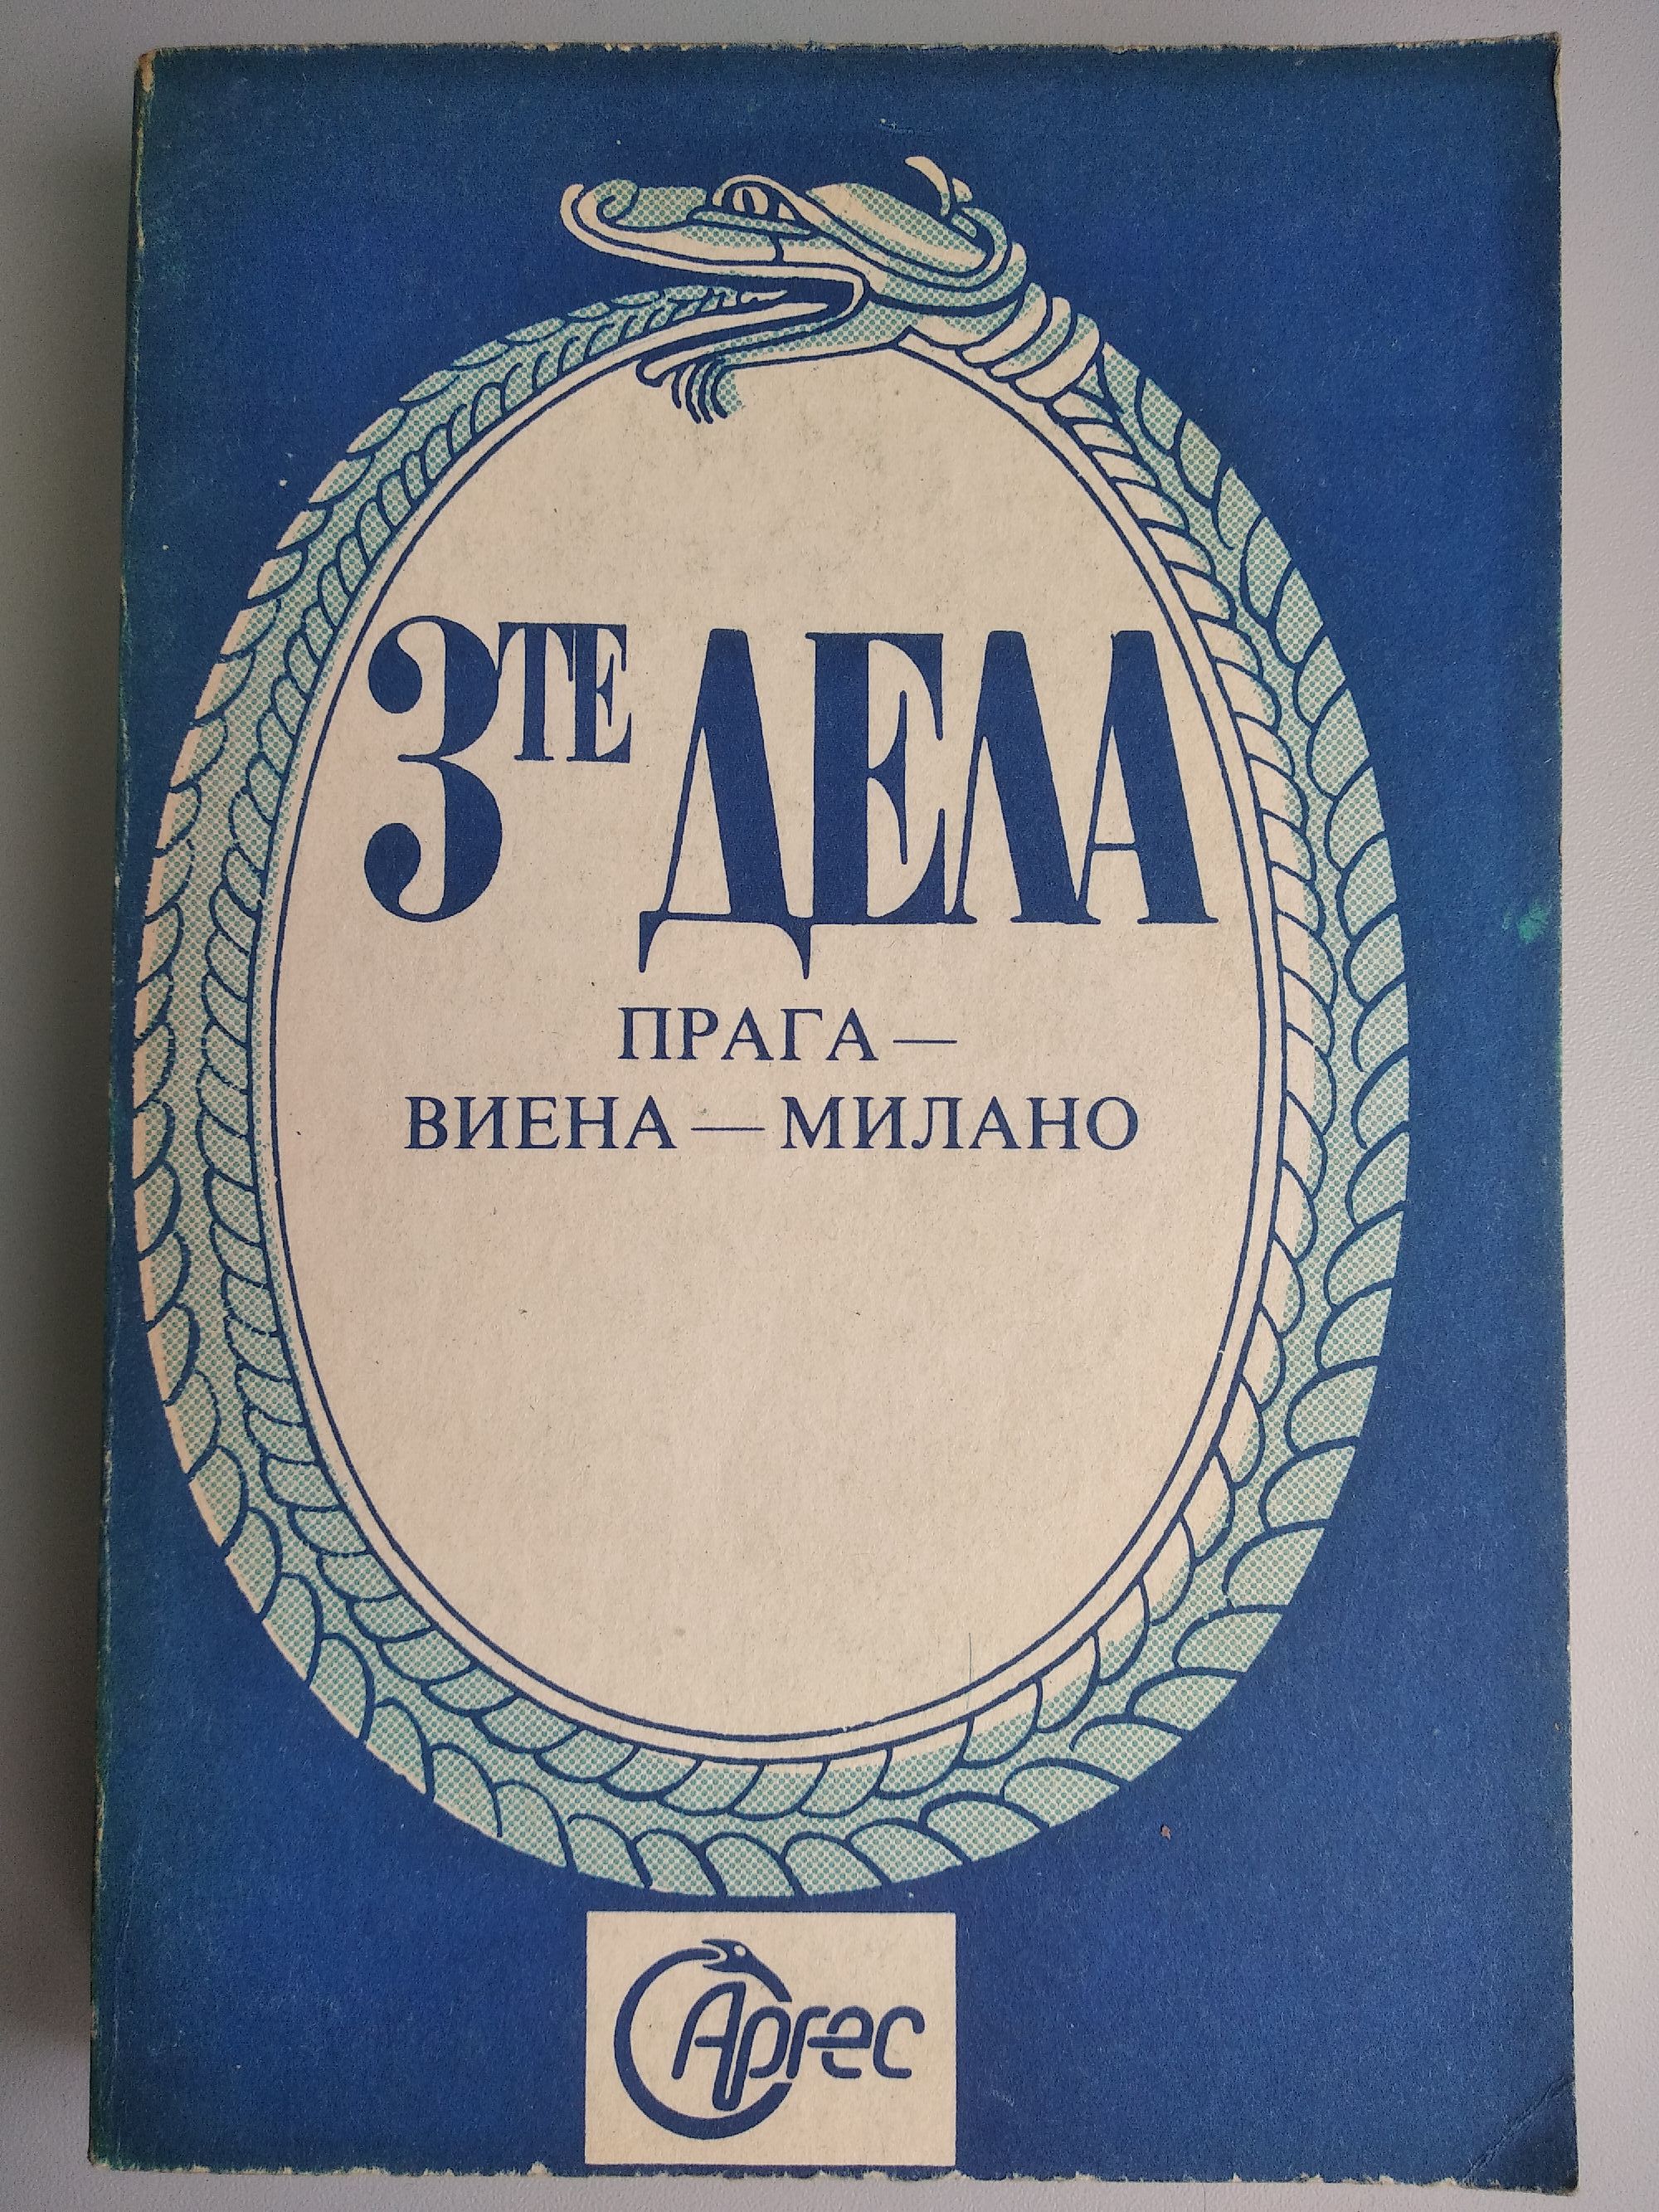 3ТЕ ДЕЛА
ПРАГА —
ВИЕНА — МИЛАНО
Аргес